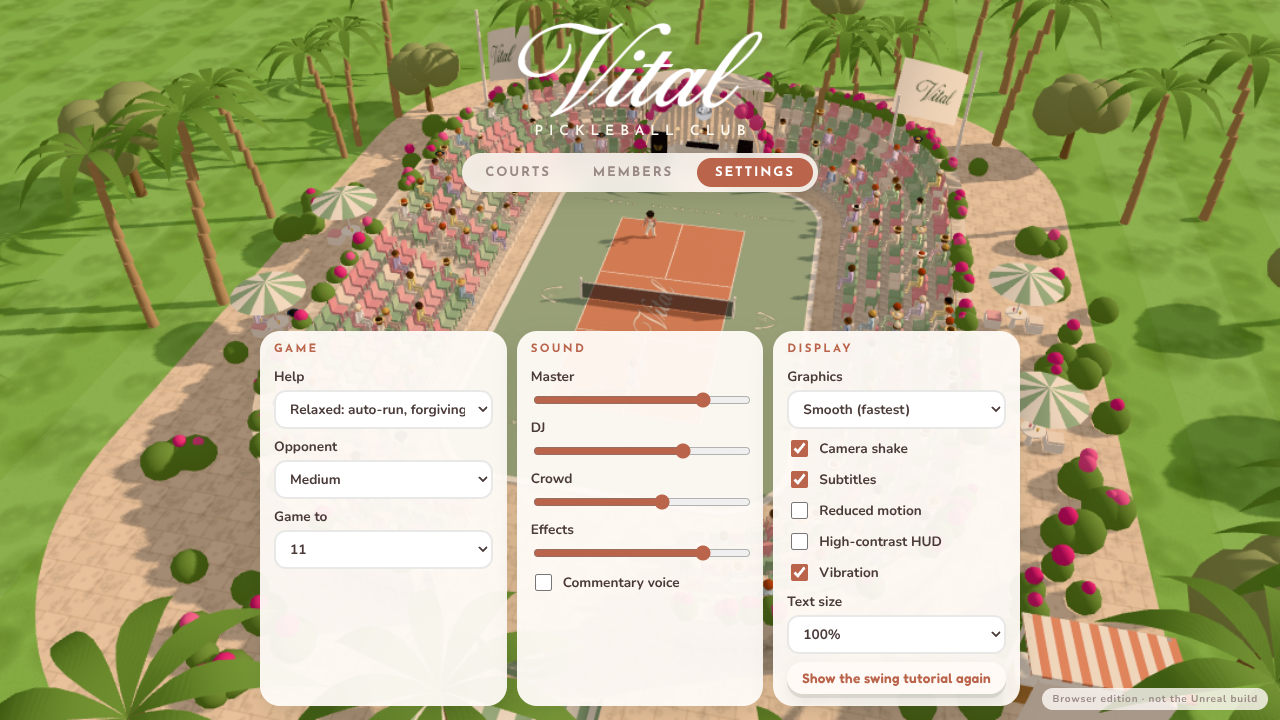 Vital
PICKLEBALL CLUB
Vital
Vital
COURTS MEMBERS SETTINGS
Vital
GAME
Help
Relaxed: auto-run, forgiving
Opponent
Medium
Game to
11
SOUND
Master
DJ
Crowd
Effects
Commentary voice
DISPLAY
Graphics
Smooth (fastest)
Camera shake
Subtitles
Reduced motion
High-contrast HUD
Vibration
Text size
100%
Show the swing tutorial again
Browser edition · not the Unreal build